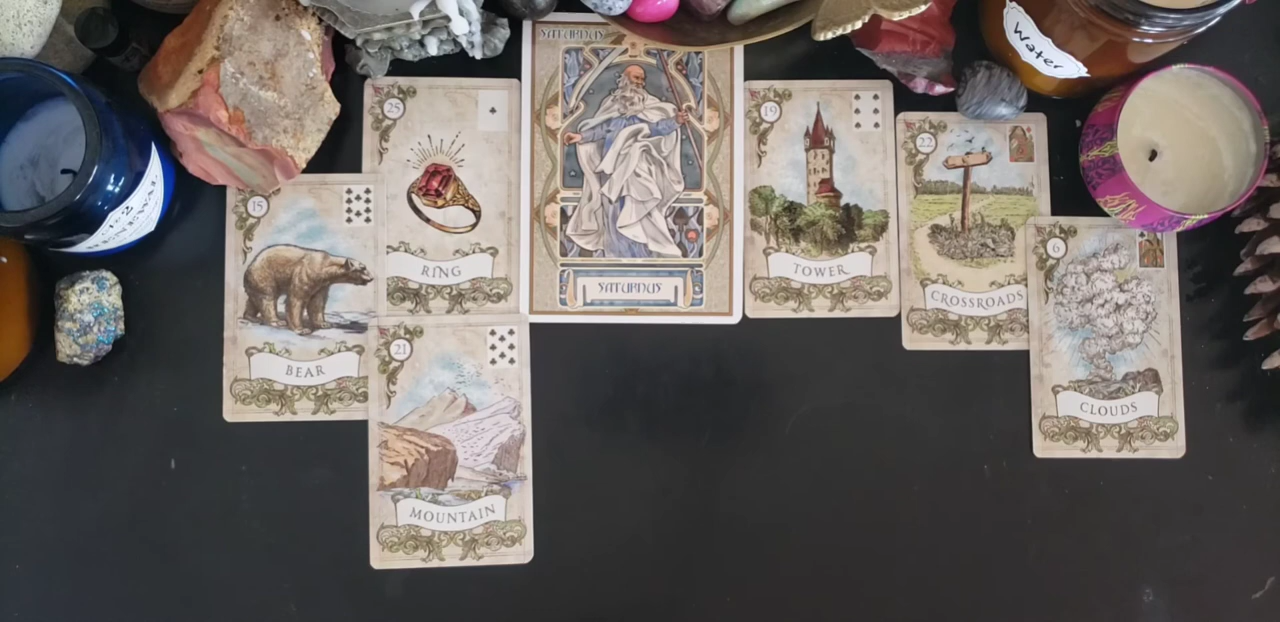 SATURNUS
25
RING
SATURNUS
19
TOWER
22
CROSSROADS
Water
15
BEAR
21
MOUNTAIN
6
CLOUDS